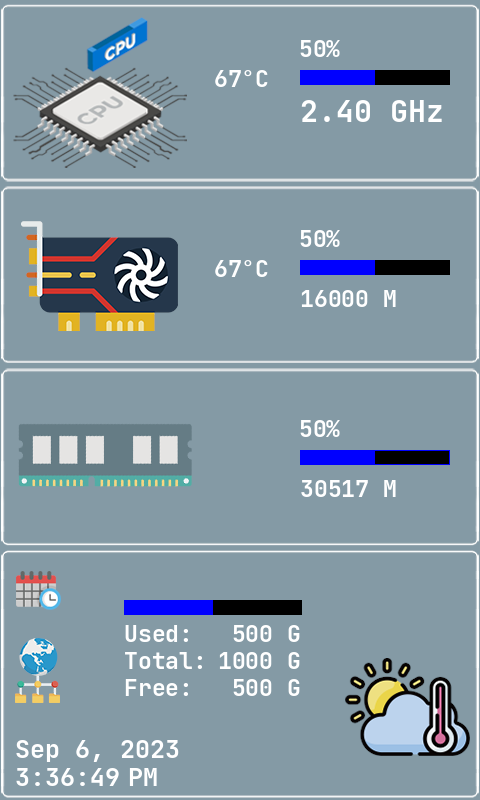 CPU
CPU
50%
67°C
2.40 GHz
50%
67°C
16000 M
50%
30517 M
Used: 500 G
Total: 1000 G
Free: 500 G
Sep 6, 2023
3:36:49 PM